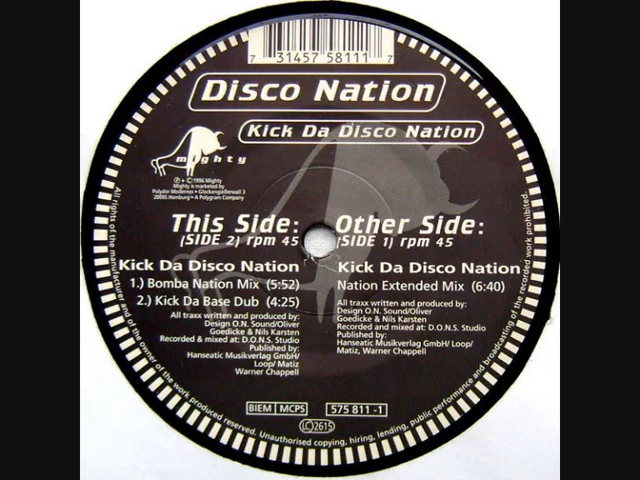 7 31457 58111 7
Disco Nation
Kick Da Disco Nation
mighty
℗ + © 1996 Mighty
Mighty is marketed by
Polydor Modernes • Glockengießerwall 3
20095 Hamburg • A Polygram Company
This Side:
(SIDE 2) rpm 45
Kick Da Disco Nation
1.) Bomba Nation Mix (5:52)
2.) Kick Da Base Dub (4:25)
All traxx written and produced by:
Design O.N. Sound/Oliver
Goedicke & Nils Karsten
Recorded & mixed at: D.O.N.S. Studio
Published by:
Hanseatic Musikverlag GmbH/
Loop/ Matiz
Warner Chappell
Other Side:
(SIDE 1) rpm 45
Kick Da Disco Nation
Nation Extended Mix (6:40)
All traxx written and produced by:
Design O.N. Sound/Oliver
Goedicke & Nils Karsten
Recorded and mixed at: D.O.N.S. Studio
Published by:
Hanseatic Musikverlag GmbH/ Loop/
Matiz, Warner Chappell
BIEM MCPS 575 811 -1
LC 2615
All rights of the manufacturer and of the owner of the work produced reserved. Unauthorised copying, hiring, lending, public performance and broadcasting of the recorded work prohibited.